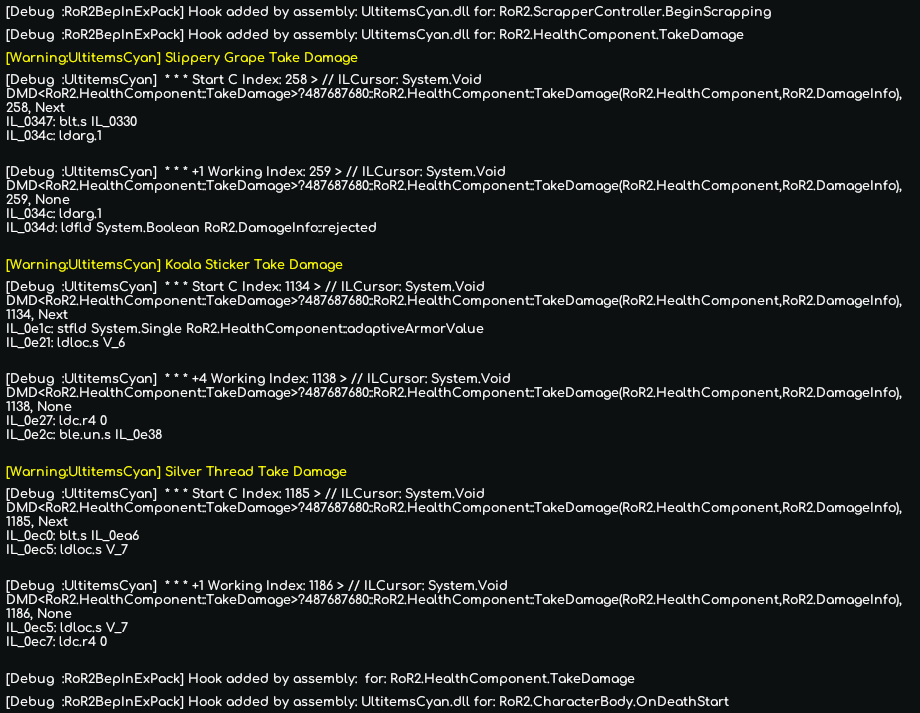 [Debug  :RoR2BepInExPack] Hook added by assembly: UltitemsCyan.dll for: RoR2.ScrapperController.BeginScrapping
[Debug  :RoR2BepInExPack] Hook added by assembly: UltitemsCyan.dll for: RoR2.HealthComponent.TakeDamage
[Warning:UltitemsCyan] Slippery Grape Take Damage
[Debug  :UltitemsCyan]  * * * Start C Index: 258 > // ILCursor: System.Void
DMD<RoR2.HealthComponent::TakeDamage>?487687680::RoR2.HealthComponent::TakeDamage(RoR2.HealthComponent,RoR2.DamageInfo),
258, Next
IL_0347: blt.s IL_0330
IL_034c: ldarg.1
[Debug  :UltitemsCyan]  * * * +1 Working Index: 259 > // ILCursor: System.Void
DMD<RoR2.HealthComponent::TakeDamage>?487687680::RoR2.HealthComponent::TakeDamage(RoR2.HealthComponent,RoR2.DamageInfo),
259, None
IL_034c: ldarg.1
IL_034d: ldfld System.Boolean RoR2.DamageInfo::rejected
[Warning:UltitemsCyan] Koala Sticker Take Damage
[Debug  :UltitemsCyan]  * * * Start C Index: 1134 > // ILCursor: System.Void
DMD<RoR2.HealthComponent::TakeDamage>?487687680::RoR2.HealthComponent::TakeDamage(RoR2.HealthComponent,RoR2.DamageInfo),
1134, Next
IL_0e1c: stfld System.Single RoR2.HealthComponent::adaptiveArmorValue
IL_0e21: ldloc.s V_6
[Debug  :UltitemsCyan]  * * * +4 Working Index: 1138 > // ILCursor: System.Void
DMD<RoR2.HealthComponent::TakeDamage>?487687680::RoR2.HealthComponent::TakeDamage(RoR2.HealthComponent,RoR2.DamageInfo),
1138, None
IL_0e27: ldc.r4 0
IL_0e2c: ble.un.s IL_0e38
[Warning:UltitemsCyan] Silver Thread Take Damage
[Debug  :UltitemsCyan]  * * * Start C Index: 1185 > // ILCursor: System.Void
DMD<RoR2.HealthComponent::TakeDamage>?487687680::RoR2.HealthComponent::TakeDamage(RoR2.HealthComponent,RoR2.DamageInfo),
1185, Next
IL_0ec0: blt.s IL_0ea6
IL_0ec5: ldloc.s V_7
[Debug  :UltitemsCyan]  * * * +1 Working Index: 1186 > // ILCursor: System.Void
DMD<RoR2.HealthComponent::TakeDamage>?487687680::RoR2.HealthComponent::TakeDamage(RoR2.HealthComponent,RoR2.DamageInfo),
1186, None
IL_0ec5: ldloc.s V_7
IL_0ec7: ldc.r4 0
[Debug  :RoR2BepInExPack] Hook added by assembly:  for: RoR2.HealthComponent.TakeDamage
[Debug  :RoR2BepInExPack] Hook added by assembly: UltitemsCyan.dll for: RoR2.CharacterBody.OnDeathStart